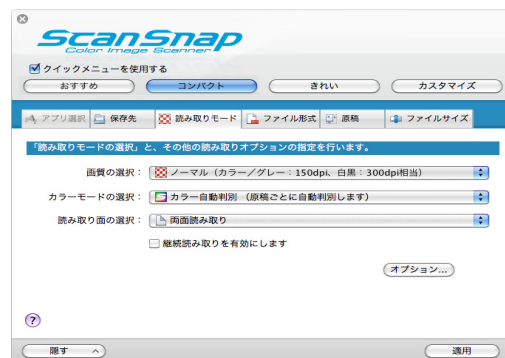 ScanSnap
Color Image Scanner
クイックメニューを使用する
おすすめ コンパクト きれい カスタマイズ
アプリ選択 保存先 読み取りモード ファイル形式 原稿 ファイルサイズ
「読み取りモードの選択」と、その他の読み取りオプションの指定を行います。
画質の選択： ノーマル（カラー／グレー：150dpi、白黒：300dpi相当）
カラーモードの選択： カラー自動判別 （原稿ごとに自動判別します）
読み取り面の選択： 両面読み取り
継続読み取りを有効にします
オプション...
?
隠す 適用